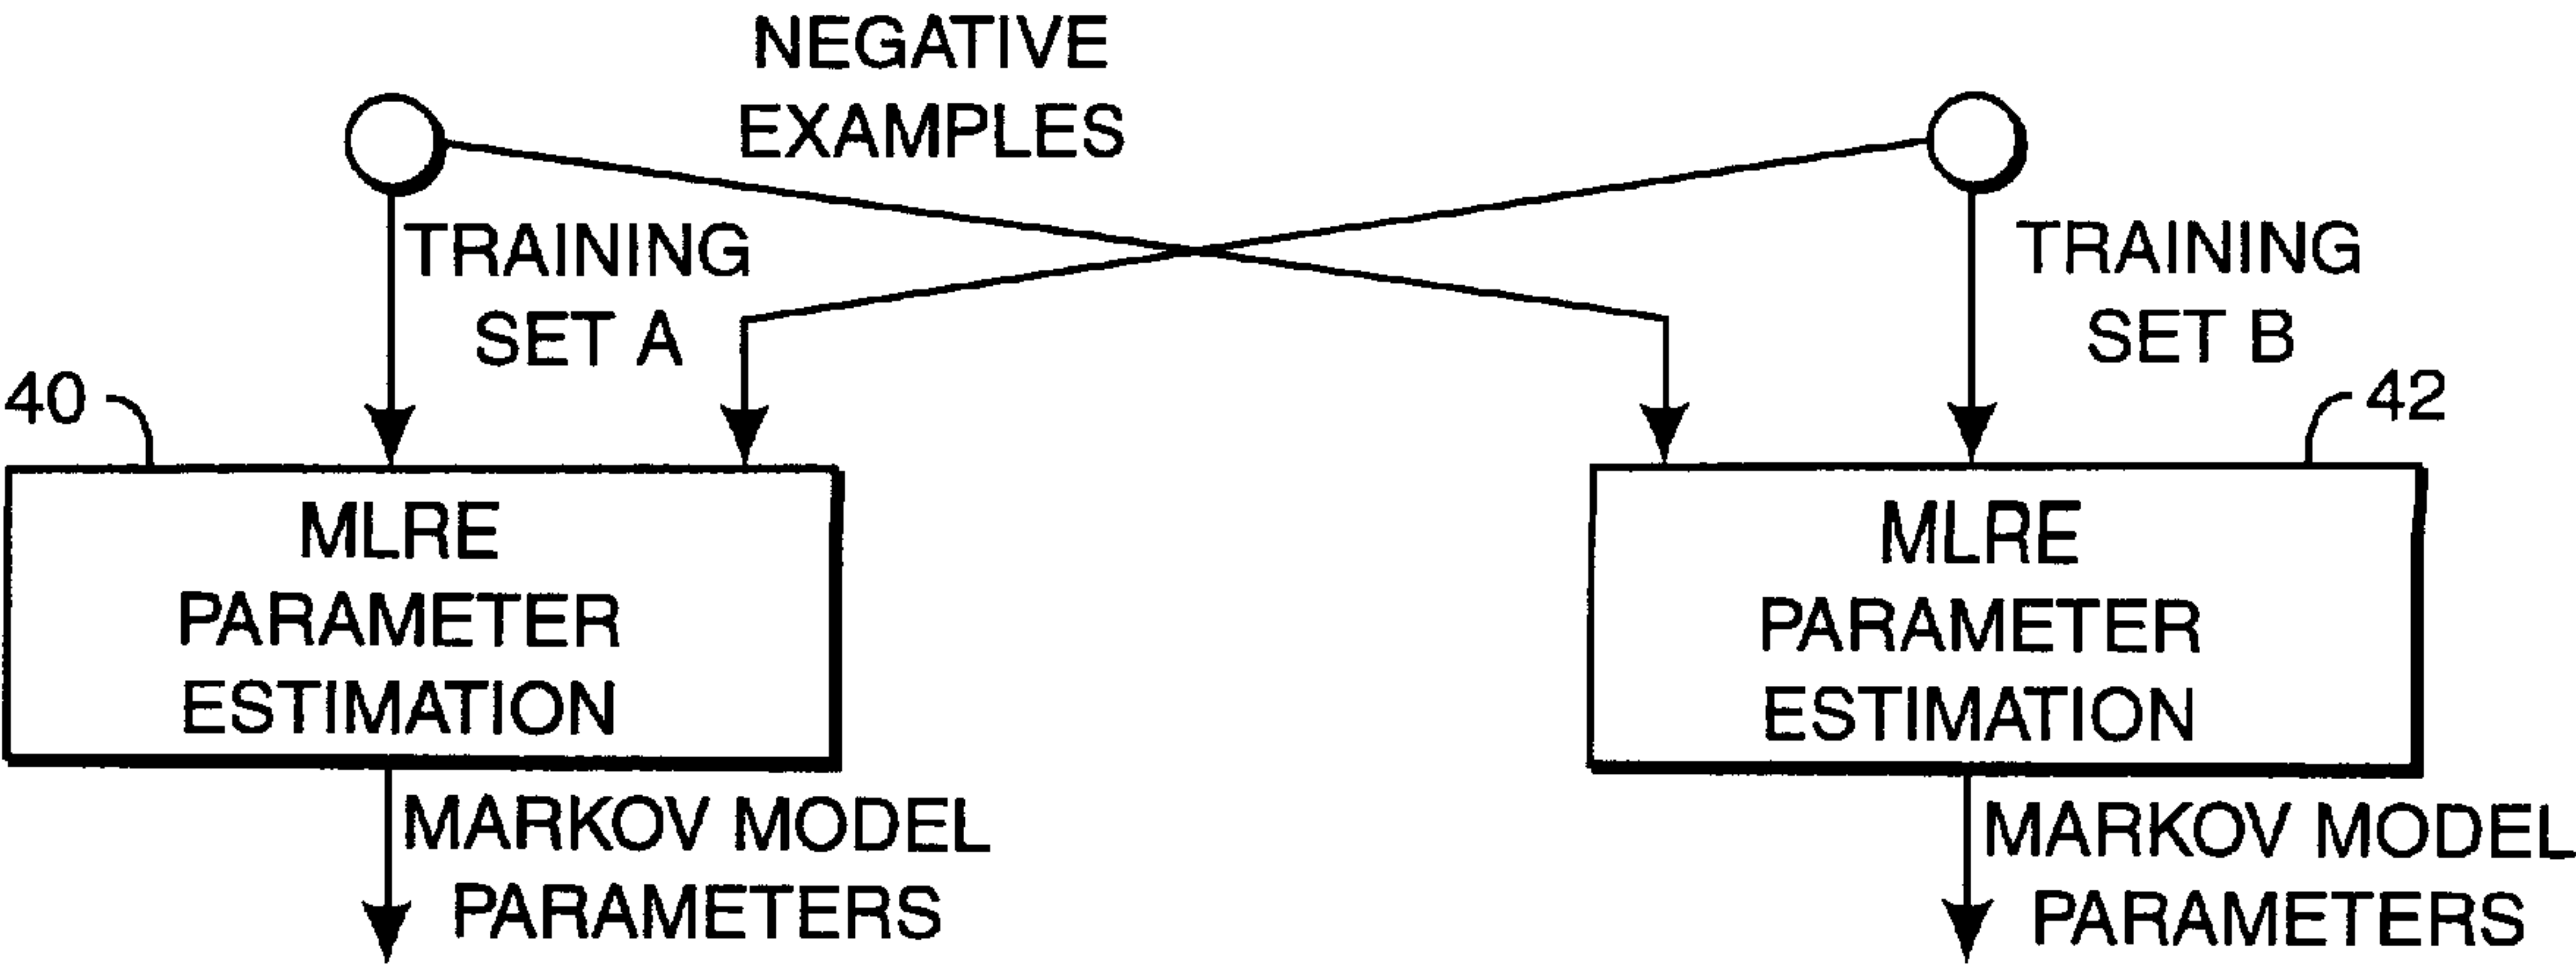 NEGATIVE
EXAMPLES
TRAINING
SET A
TRAINING
SET B
40
42
MLRE
PARAMETER
ESTIMATION
MLRE
PARAMETER
ESTIMATION
MARKOV MODEL
PARAMETERS
MARKOV MODEL
PARAMETERS